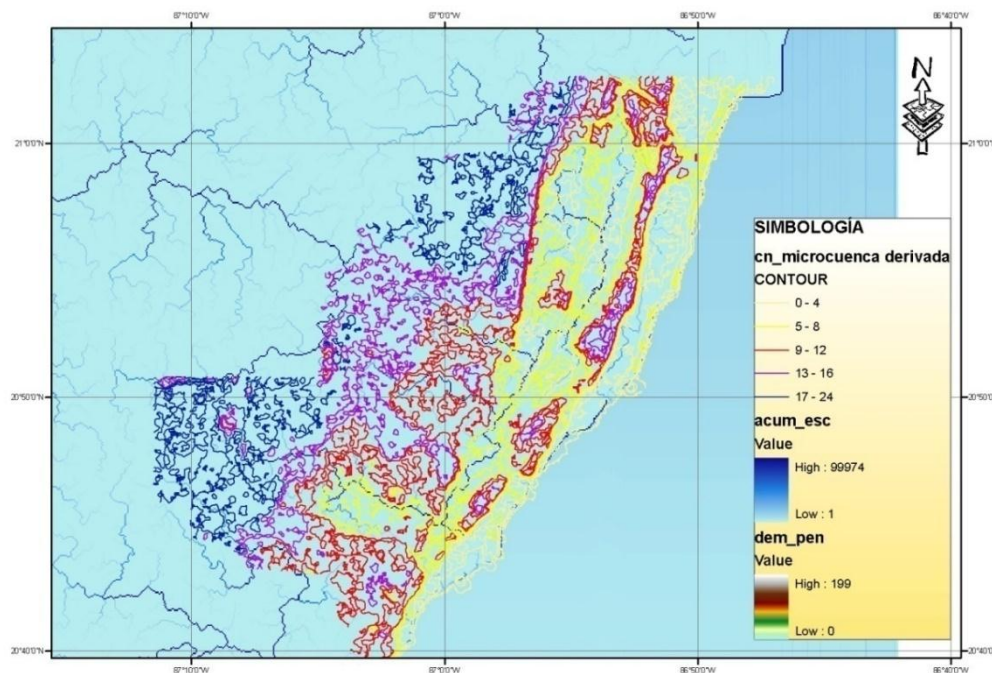 87°10'0"W 87°0'0"W 86°50'0"W 86°40'0"W
N
21°0'0"N 21°0'0"N
SIMBOLOGÍA
cn_microcuenca derivada
CONTOUR
0 - 4
5 - 8
9 - 12
13 - 16
17 - 24
20°50'0"N 20°50'0"N
acum_esc
Value
High : 99974
Low : 1
dem_pen
Value
High : 199
Low : 0
20°40'0"N 20°40'0"N
87°10'0"W 87°0'0"W 86°50'0"W 86°40'0"W